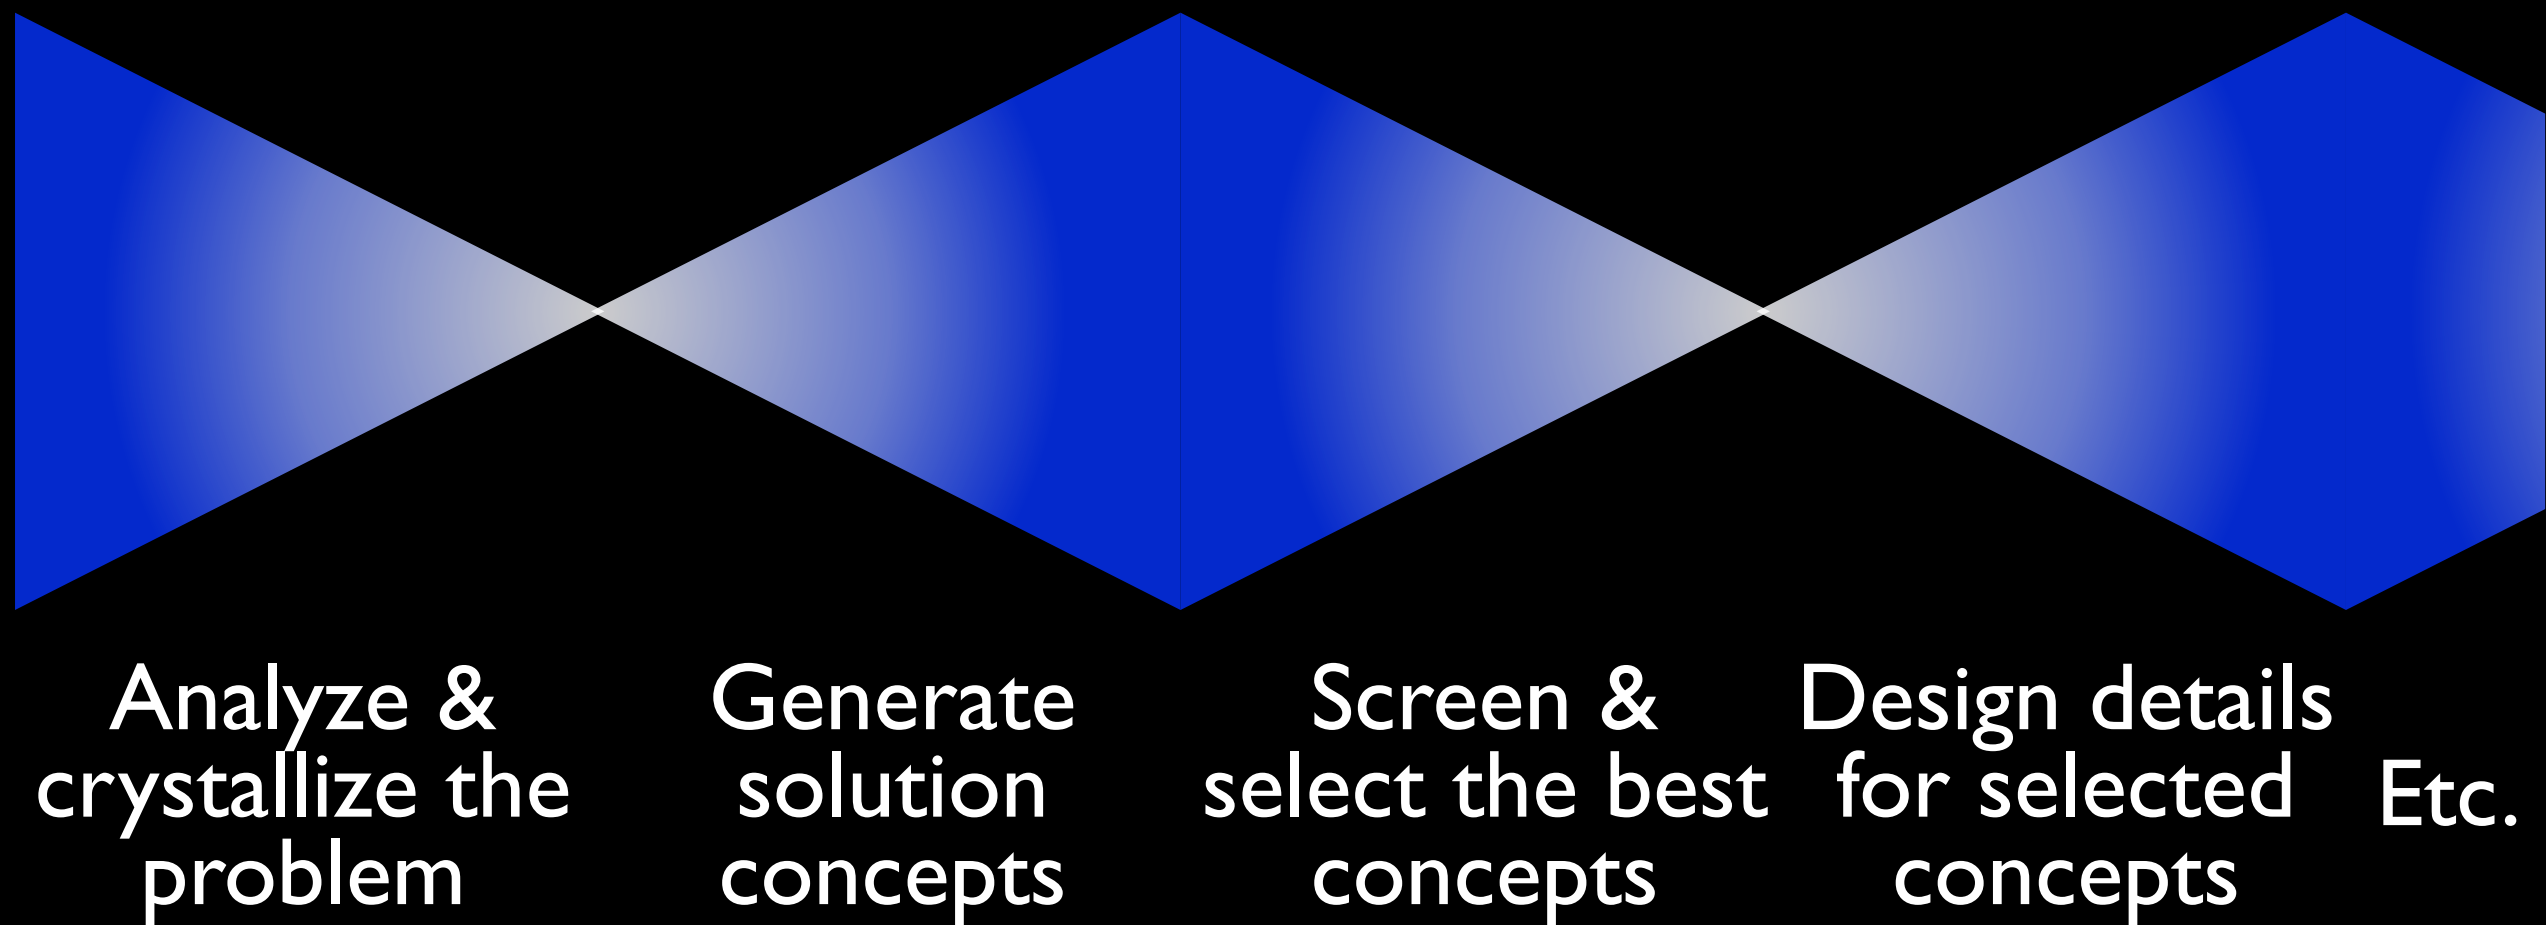 Analyze &
crystallize the
problem
Generate
solution
concepts
Screen &
select the best
concepts
Design details
for selected
concepts
Etc.